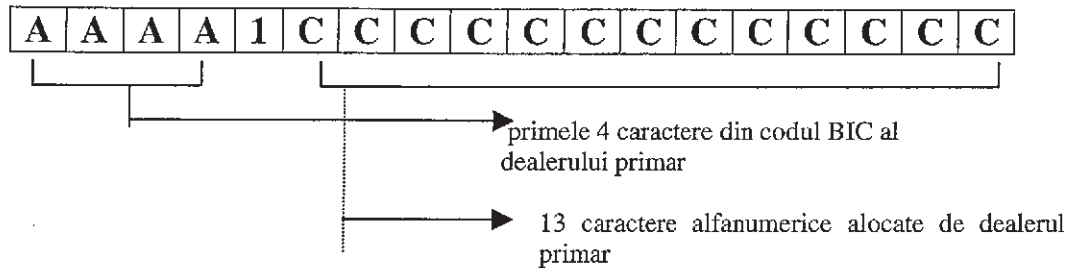 A A A A 1 C C C C C C C C C C C C C
primele 4 caractere din codul BIC al
dealerului primar
13 caractere alfanumerice alocate de dealerul
primar